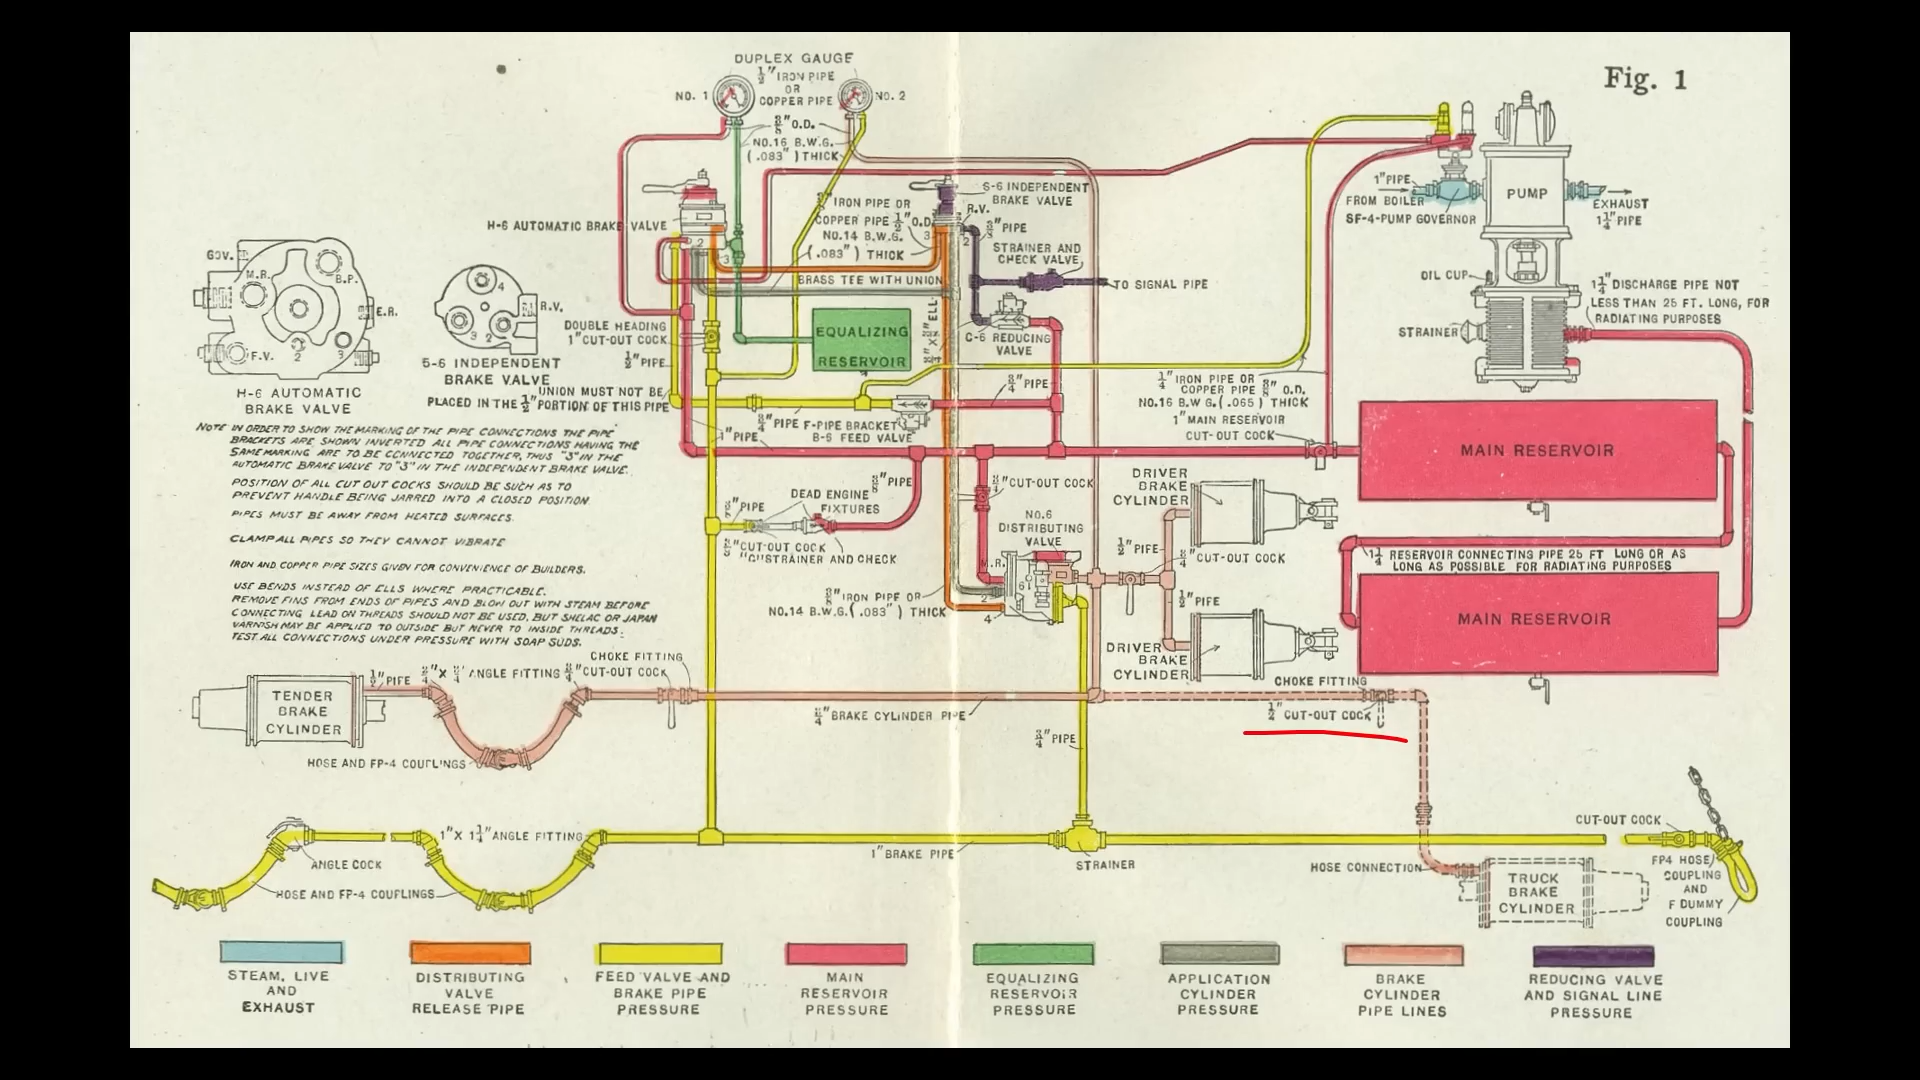 Fig. 1
DUPLEX GAUGE
1/2" IRON PIPE
OR
COPPER PIPE
NO. 1
NO. 2
3/8" O.D.
NO.16 B.W.G.
(.083") THICK
H-6 AUTOMATIC BRAKE VALVE
IRON PIPE OR
COPPER PIPE 1/2" O.D.
NO.14 B.W.G.
(.083") THICK
S-6 INDEPENDENT
BRAKE VALVE
R.V.
3/8" PIPE
STRAINER AND
CHECK VALVE
TO SIGNAL PIPE
BRASS TEE WITH UNION
1" PIPE
FROM BOILER
SF-4-PUMP GOVERNOR
PUMP
EXHAUST
1 1/4" PIPE
OIL CUP
STRAINER
1 1/4" DISCHARGE PIPE NOT
LESS THAN 25 FT. LONG, FOR
RADIATING PURPOSES
GOV.
M.R.
B.P.
E.R.
F.V.
2
3
H-6 AUTOMATIC
BRAKE VALVE
4
R.V.
3
2
5-6 INDEPENDENT
BRAKE VALVE
DOUBLE HEADING
1" CUT-OUT COCK
1/2" PIPE
UNION MUST NOT BE
PLACED IN THE 1/2" PORTION OF THIS PIPE
EQUALIZING
RESERVOIR
C-6 REDUCING
VALVE
3/4" PIPE
3/4" PIPE F-PIPE BRACKET
B-6 FEED VALVE
1" PIPE
1/4" IRON PIPE OR 3/8" O.D.
COPPER PIPE
NO.16 B.W.G.(.065) THICK
1" MAIN RESERVOIR
CUT-OUT COCK
MAIN RESERVOIR
1 1/4 RESERVOIR CONNECTING PIPE 25 FT LONG OR AS
LONG AS POSSIBLE FOR RADIATING PURPOSES
MAIN RESERVOIR
NOTE IN ORDER TO SHOW THE MARKING OF THE PIPE CONNECTIONS THE PIPE
BRACKETS ARE SHOWN INVERTED ALL PIPE CONNECTIONS HAVING THE
SAME MARKING ARE TO BE CONNECTED TOGETHER, THUS "3" IN THE
AUTOMATIC BRAKE VALVE TO "3" IN THE INDEPENDENT BRAKE VALVE.
POSITION OF ALL CUT OUT COCKS SHOULD BE SUCH AS TO
PREVENT HANDLE BEING JARRED INTO A CLOSED POSITION
PIPES MUST BE AWAY FROM HEATED SURFACES.
CLAMP ALL PIPES SO THEY CANNOT VIBRATE
IRON AND COPPER PIPE SIZES GIVEN FOR CONVENIENCE OF BUILDERS.
USE BENDS INSTEAD OF ELLS WHERE PRACTICABLE.
REMOVE FINS FROM ENDS OF PIPES AND BLOW OUT WITH STEAM BEFORE
CONNECTING LEAD ON THREADS SHOULD NOT BE USED, BUT SHELAC OR JAPAN
VARNISH MAY BE APPLIED TO OUTSIDE BUT NEVER TO INSIDE THREADS.
TEST ALL CONNECTIONS UNDER PRESSURE WITH SOAP SUDS.
PIPE
DEAD ENGINE
FIXTURES
PIPE
CUT-OUT COCK
STRAINER AND CHECK
3/4" CUT-OUT COCK
NO.6
DISTRIBUTING
VALVE
M.R.
2
4
3/8" IRON PIPE OR
NO.14 B.W.G.(.083") THICK
DRIVER
BRAKE
CYLINDER
1/2" PIPE
3/4" CUT-OUT COCK
1/2" PIPE
DRIVER
BRAKE
CYLINDER
CHOKE FITTING
1/2" CUT-OUT COCK
CHOKE FITTING
1/2" PIPE
3/4" X 3/4" ANGLE FITTING
3/4" CUT-OUT COCK
TENDER
BRAKE
CYLINDER
HOSE AND FP-4 COUPLINGS
3/4" BRAKE CYLINDER PIPE
3/4" PIPE
1" X 1 1/4" ANGLE FITTING
ANGLE COCK
HOSE AND FP-4 COUPLINGS
1" BRAKE PIPE
STRAINER
HOSE CONNECTION
TRUCK
BRAKE
CYLINDER
CUT-OUT COCK
FP4 HOSE
COUPLING
AND
F DUMMY
COUPLING
STEAM, LIVE
AND
EXHAUST
DISTRIBUTING
VALVE
RELEASE PIPE
FEED VALVE AND
BRAKE PIPE
PRESSURE
MAIN
RESERVOIR
PRESSURE
EQUALIZING
RESERVOIR
PRESSURE
APPLICATION
CYLINDER
PRESSURE
BRAKE
CYLINDER
PIPE LINES
REDUCING VALVE
AND SIGNAL LINE
PRESSURE